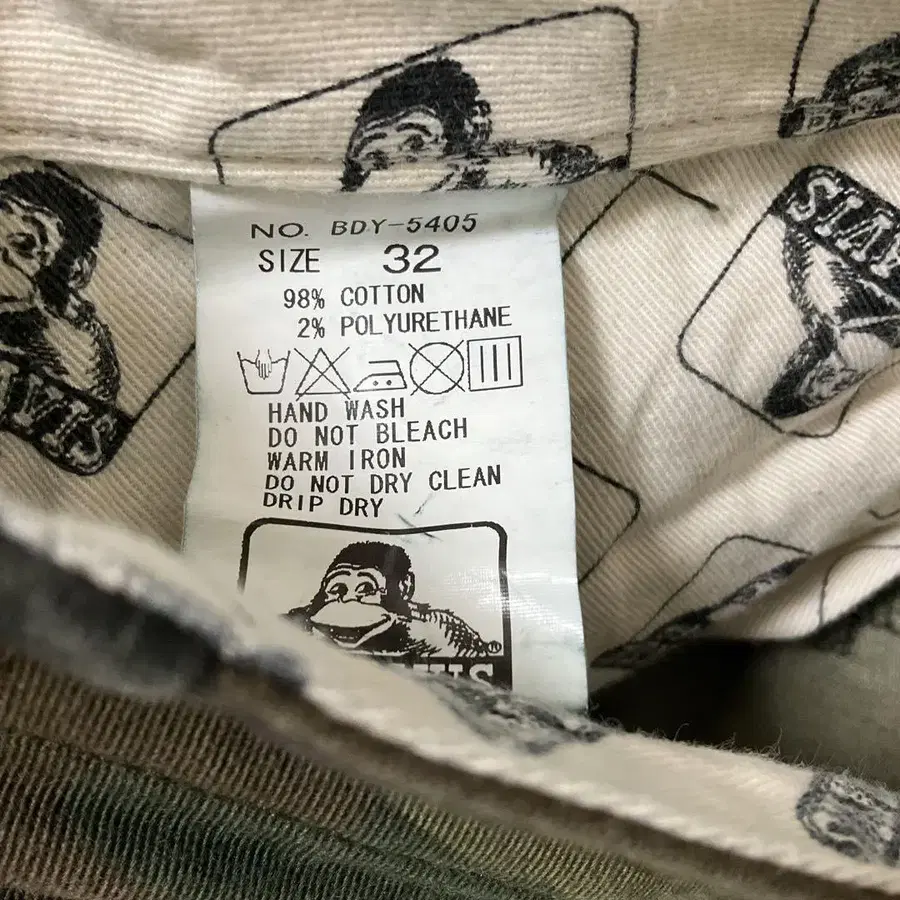 NO. BDY-5405
SIZE 32
98% COTTON
2% POLYURETHANE
HAND WASH
DO NOT BLEACH
WARM IRON
DO NOT DRY CLEAN
DRIP DRY
®